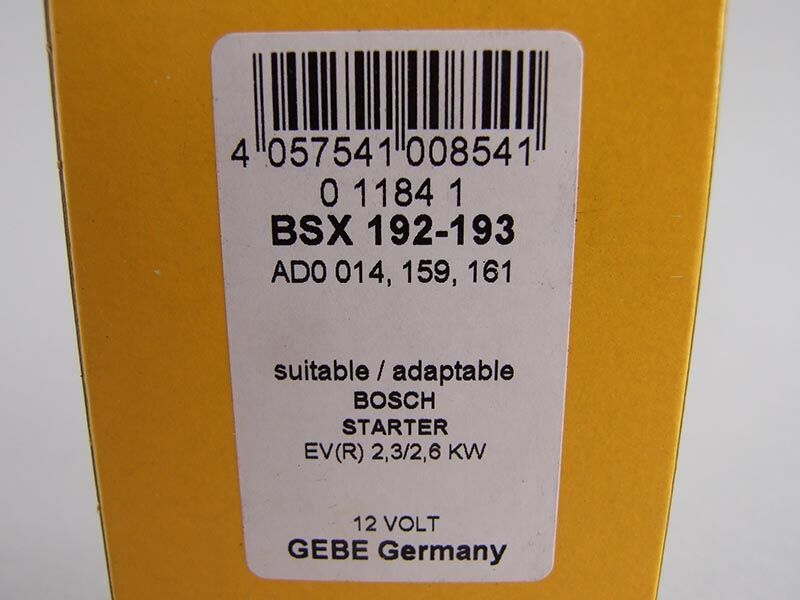 4 057541 008541
0 1184 1
BSX 192-193
AD0 014, 159, 161
suitable / adaptable
BOSCH
STARTER
EV(R) 2,3/2,6 KW
12 VOLT
GEBE Germany